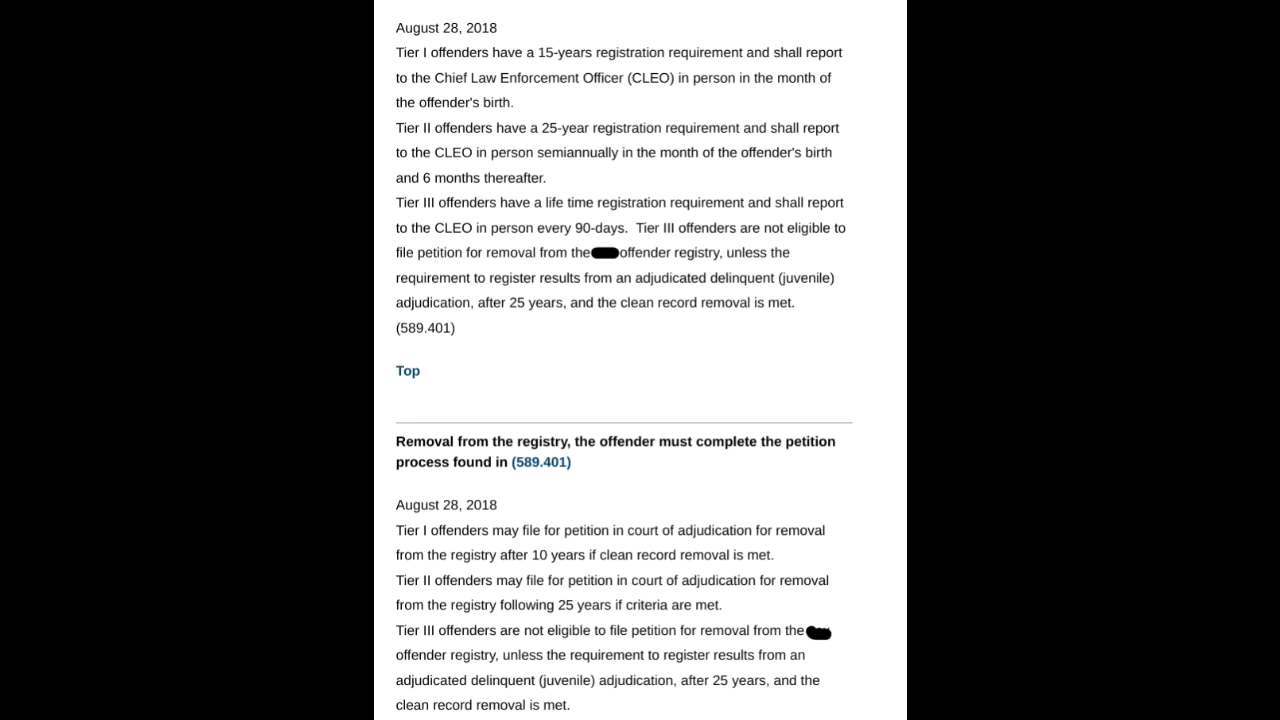 August 28, 2018
Tier I offenders have a 15-years registration requirement and shall report
to the Chief Law Enforcement Officer (CLEO) in person in the month of
the offender's birth.
Tier II offenders have a 25-year registration requirement and shall report
to the CLEO in person semiannually in the month of the offender's birth
and 6 months thereafter.
Tier III offenders have a life time registration requirement and shall report
to the CLEO in person every 90-days.  Tier III offenders are not eligible to
file petition for removal from the offender registry, unless the
requirement to register results from an adjudicated delinquent (juvenile)
adjudication, after 25 years, and the clean record removal is met.
(589.401)
Top
Removal from the registry, the offender must complete the petition
process found in (589.401)
August 28, 2018
Tier I offenders may file for petition in court of adjudication for removal
from the registry after 10 years if clean record removal is met.
Tier II offenders may file for petition in court of adjudication for removal
from the registry following 25 years if criteria are met.
Tier III offenders are not eligible to file petition for removal from the
offender registry, unless the requirement to register results from an
adjudicated delinquent (juvenile) adjudication, after 25 years, and the
clean record removal is met.